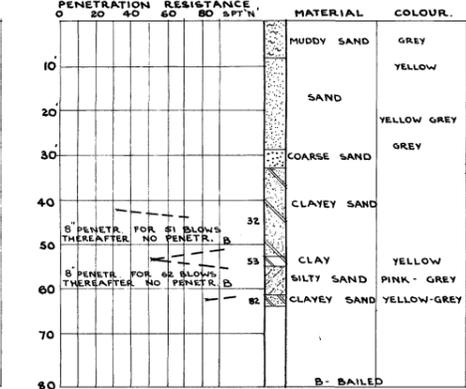 PENETRATION RESISTANCE
0 20 40 60 80 SPT'N' MATERIAL COLOUR.
MUDDY SAND GREY
10' YELLOW
SAND
20' YELLOW GREY
GREY
30' COARSE SAND
40 CLAYEY SAND
32
8" PENETR. FOR 51 BLOWS
THEREAFTER NO PENETR. B
50
53 CLAY YELLOW
8" PENETR. FOR 62 BLOWS SILTY SAND PINK - GREY
THEREAFTER NO PENETR. B
60 82 CLAYEY SAND YELLOW-GREY
70
80 B - BAILED